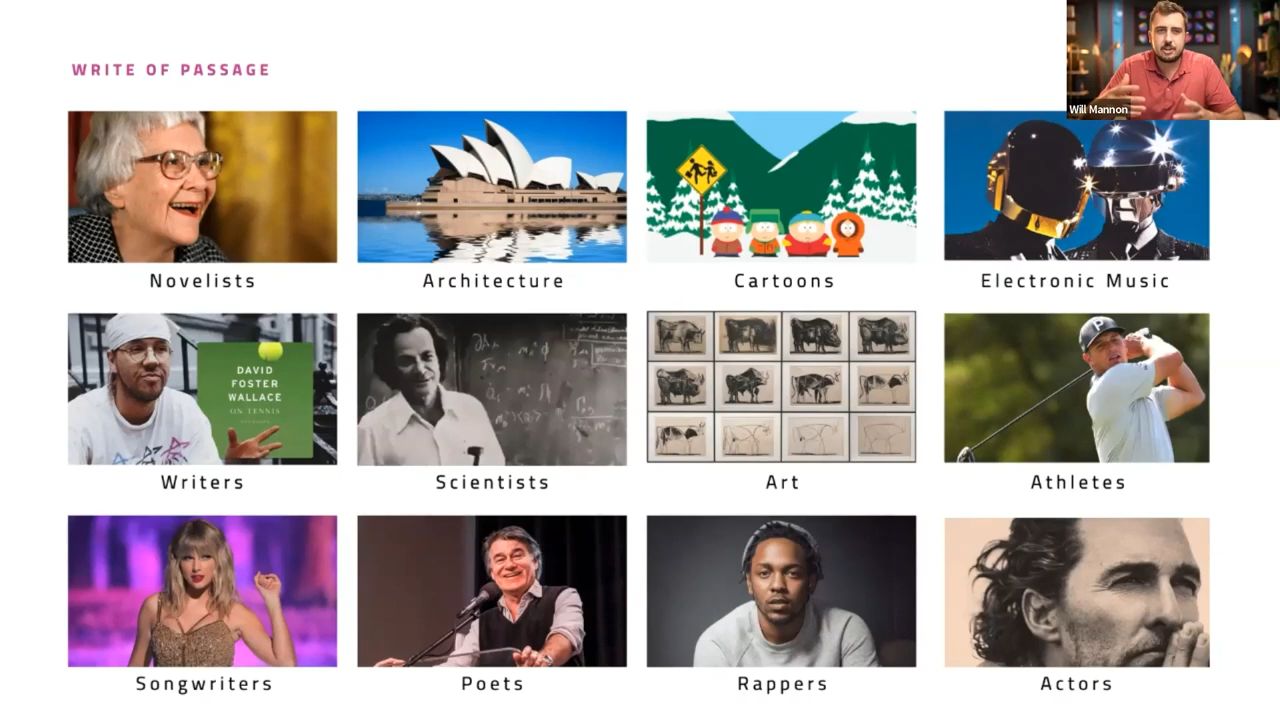 WRITE OF PASSAGE
Will Mannon
Novelists
Architecture
Cartoons
Electronic Music
DAVID
FOSTER
WALLACE
ON TENNIS
P
Writers
Scientists
Art
Athletes
Songwriters
Poets
Rappers
Actors